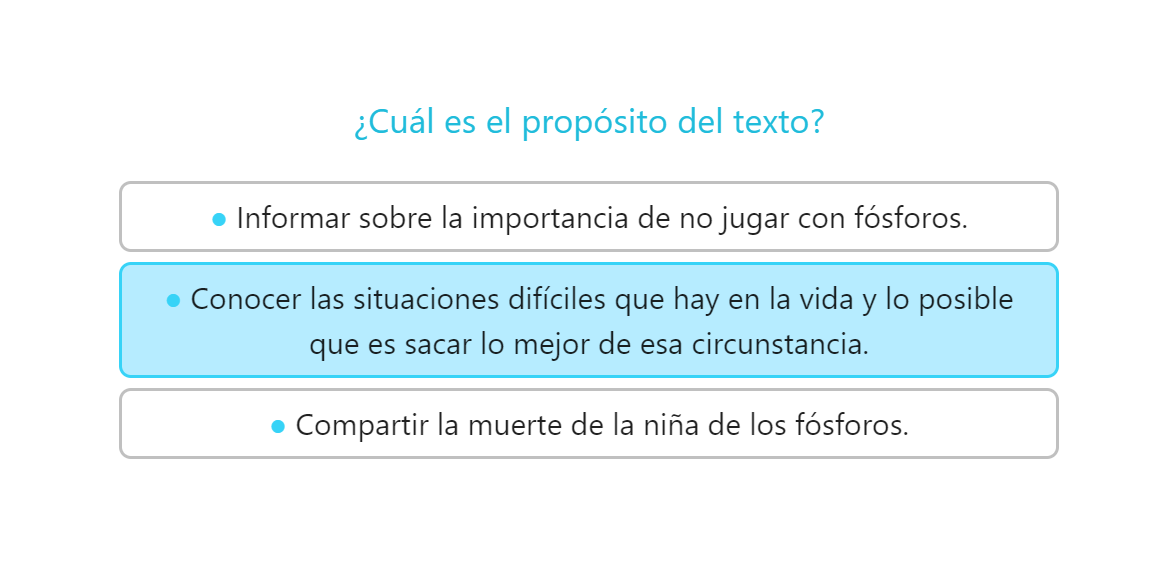 ¿Cuál es el propósito del texto?
● Informar sobre la importancia de no jugar con fósforos.
● Conocer las situaciones difíciles que hay en la vida y lo posible
que es sacar lo mejor de esa circunstancia.
● Compartir la muerte de la niña de los fósforos.